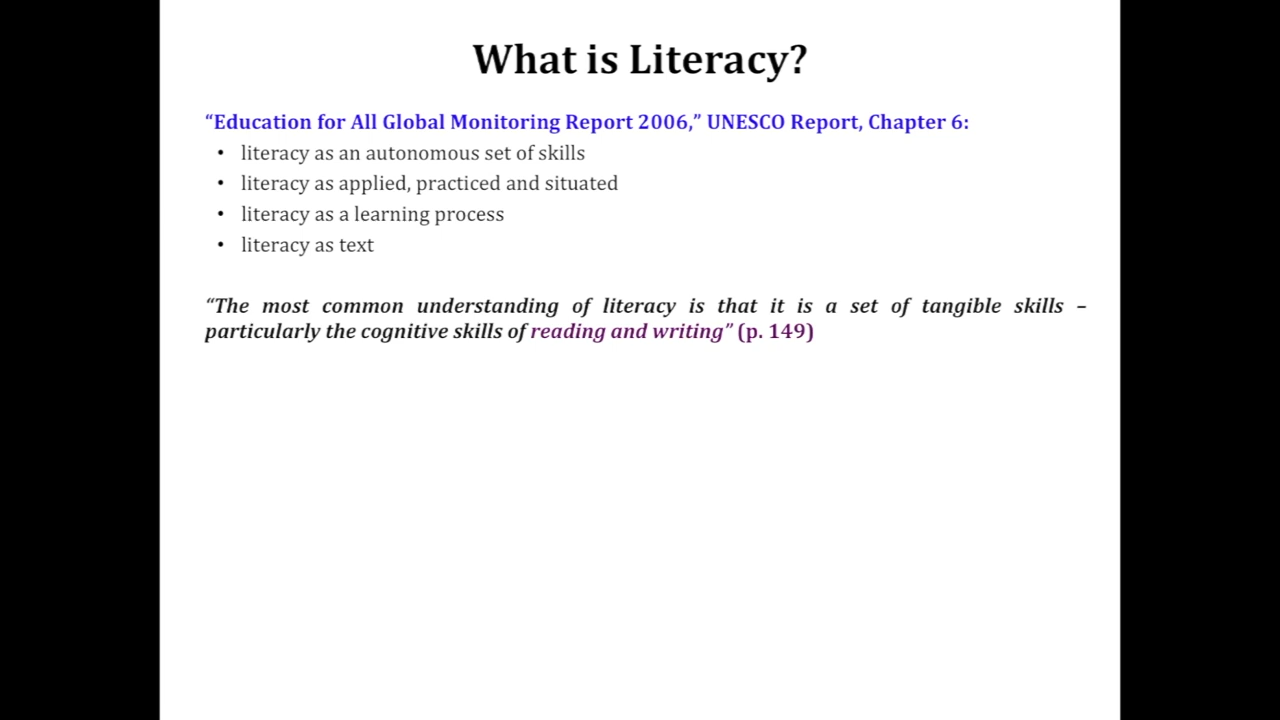 What is Literacy?
“Education for All Global Monitoring Report 2006,” UNESCO Report, Chapter 6:
• literacy as an autonomous set of skills
• literacy as applied, practiced and situated
• literacy as a learning process
• literacy as text
“The most common understanding of literacy is that it is a set of tangible skills –
particularly the cognitive skills of reading and writing” (p. 149)